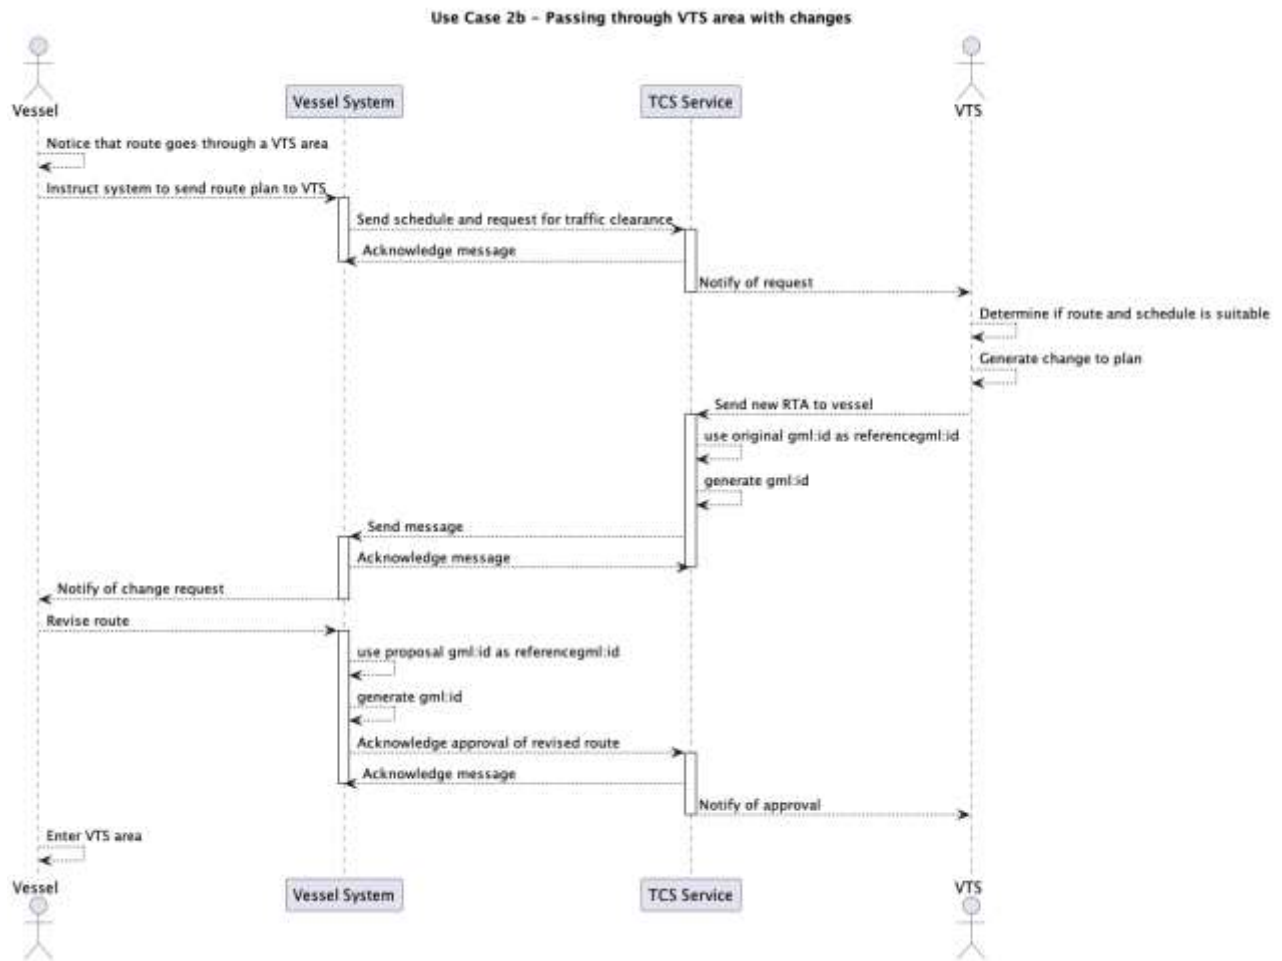 Use Case 2b - Passing through VTS area with changes
Vessel
Vessel System
TCS Service
VTS
Notice that route goes through a VTS area
Instruct system to send route plan to VTS
Send schedule and request for traffic clearance
Acknowledge message
Notify of request
Determine if route and schedule is suitable
Generate change to plan
Send new RTA to vessel
use original gml:id as referencegml:id
generate gml:id
Send message
Acknowledge message
Notify of change request
Revise route
use proposal gml:id as referencegml:id
generate gml:id
Acknowledge approval of revised route
Acknowledge message
Notify of approval
Enter VTS area
Vessel
Vessel System
TCS Service
VTS